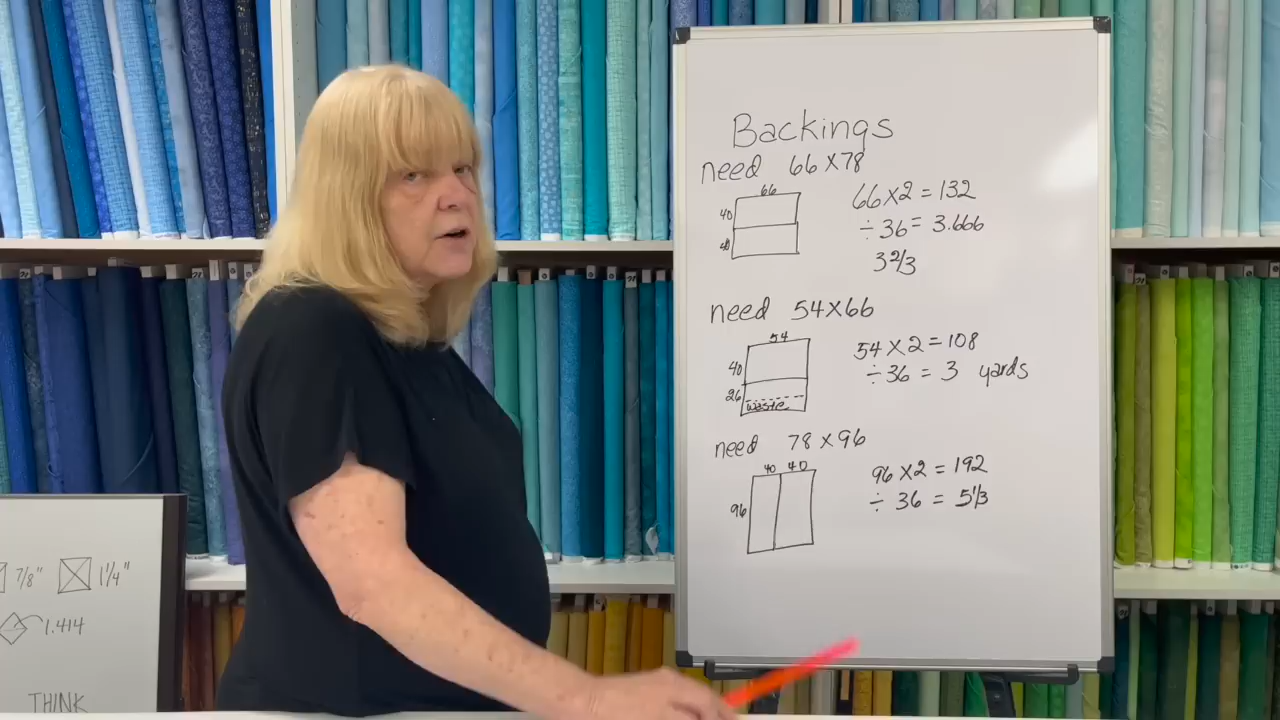 Backings
need 66 X 78
66
40
40
66 X 2 = 132
÷ 36 = 3.666
3 2/3
need 54 X 66
54
40
26
waste
54 X 2 = 108
÷ 36 = 3 yards
need 78 X 96
40 40
96
96 X 2 = 192
÷ 36 = 5 1/3
7/8" 1 1/4"
1.414
THINK